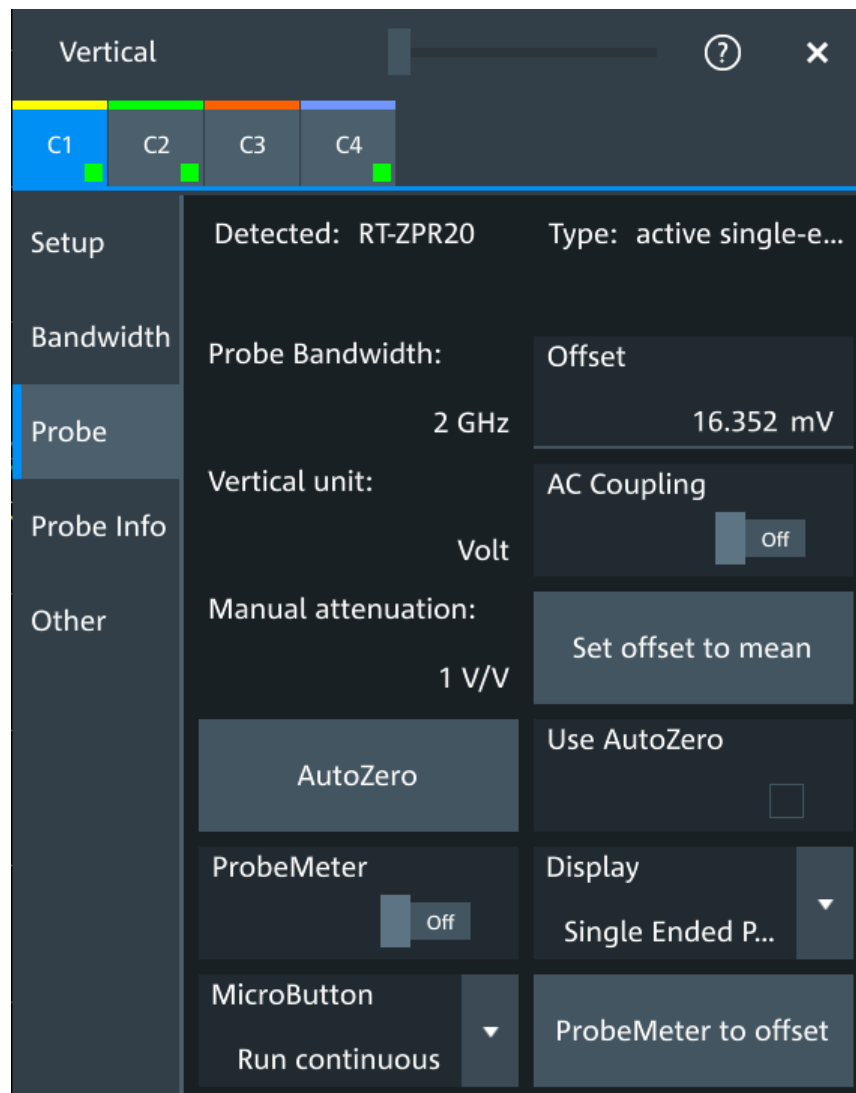 Vertical
?
C1 C2 C3 C4
Setup
Bandwidth
Probe
Probe Info
Other
Detected: RT-ZPR20 Type: active single-e...
Probe Bandwidth:
2 GHz
Offset
16.352 mV
Vertical unit:
Volt
AC Coupling
Off
Manual attenuation:
1 V/V
Set offset to mean
AutoZero
Use AutoZero
ProbeMeter
Off
Display
Single Ended P...
MicroButton
Run continuous
ProbeMeter to offset